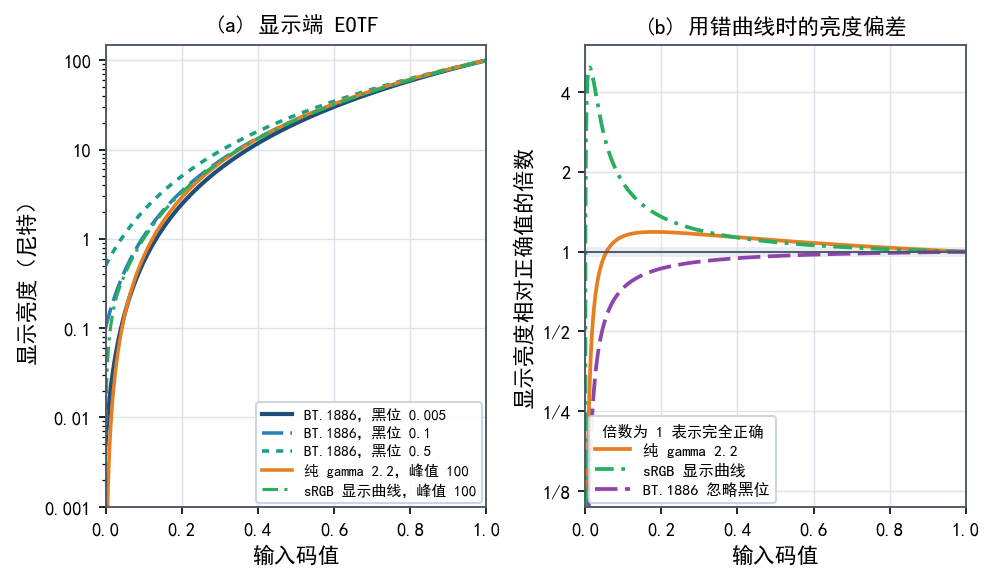 (a) 显示端 EOTF
显示亮度（尼特）
100
10
1
0.1
0.01
0.001
BT.1886，黑位 0.005
BT.1886，黑位 0.1
BT.1886，黑位 0.5
纯 gamma 2.2，峰值 100
sRGB 显示曲线，峰值 100
0.0 0.2 0.4 0.6 0.8 1.0
输入码值
(b) 用错曲线时的亮度偏差
显示亮度相对正确值的倍数
4
2
1
1/2
1/4
1/8
倍数为 1 表示完全正确
纯 gamma 2.2
sRGB 显示曲线
BT.1886 忽略黑位
0.0 0.2 0.4 0.6 0.8 1.0
输入码值